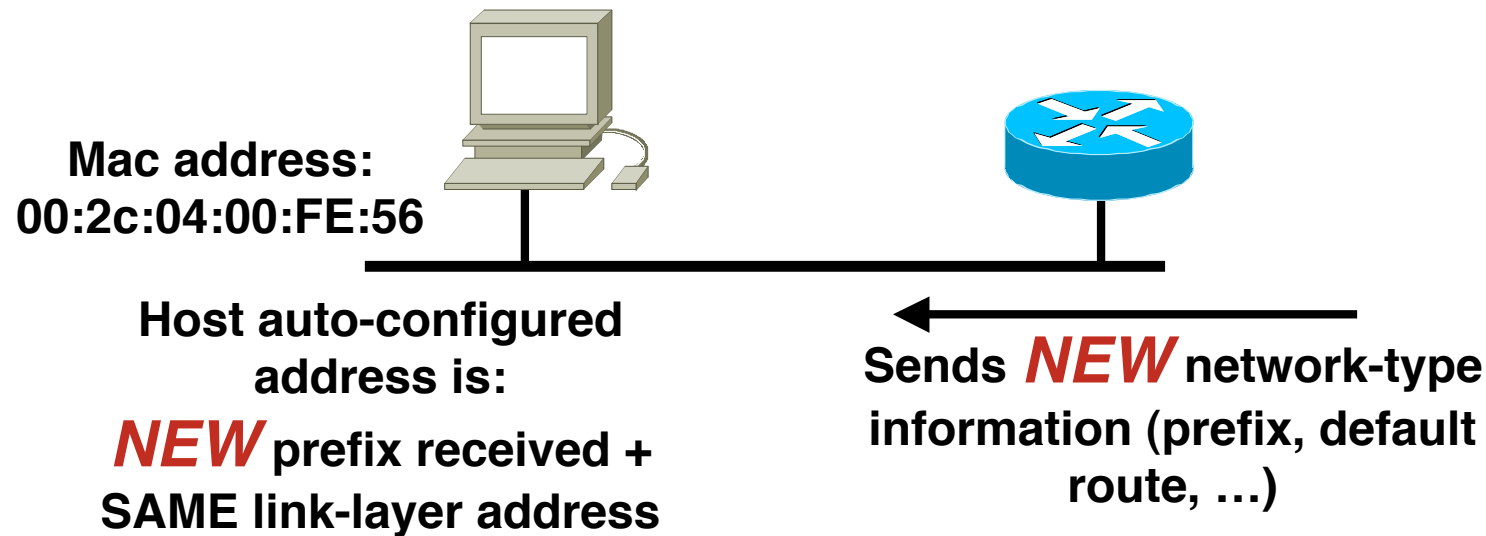 Mac address:
00:2c:04:00:FE:56
Host auto-configured
address is:
NEW prefix received +
SAME link-layer address
Sends NEW network-type
information (prefix, default
route, …)